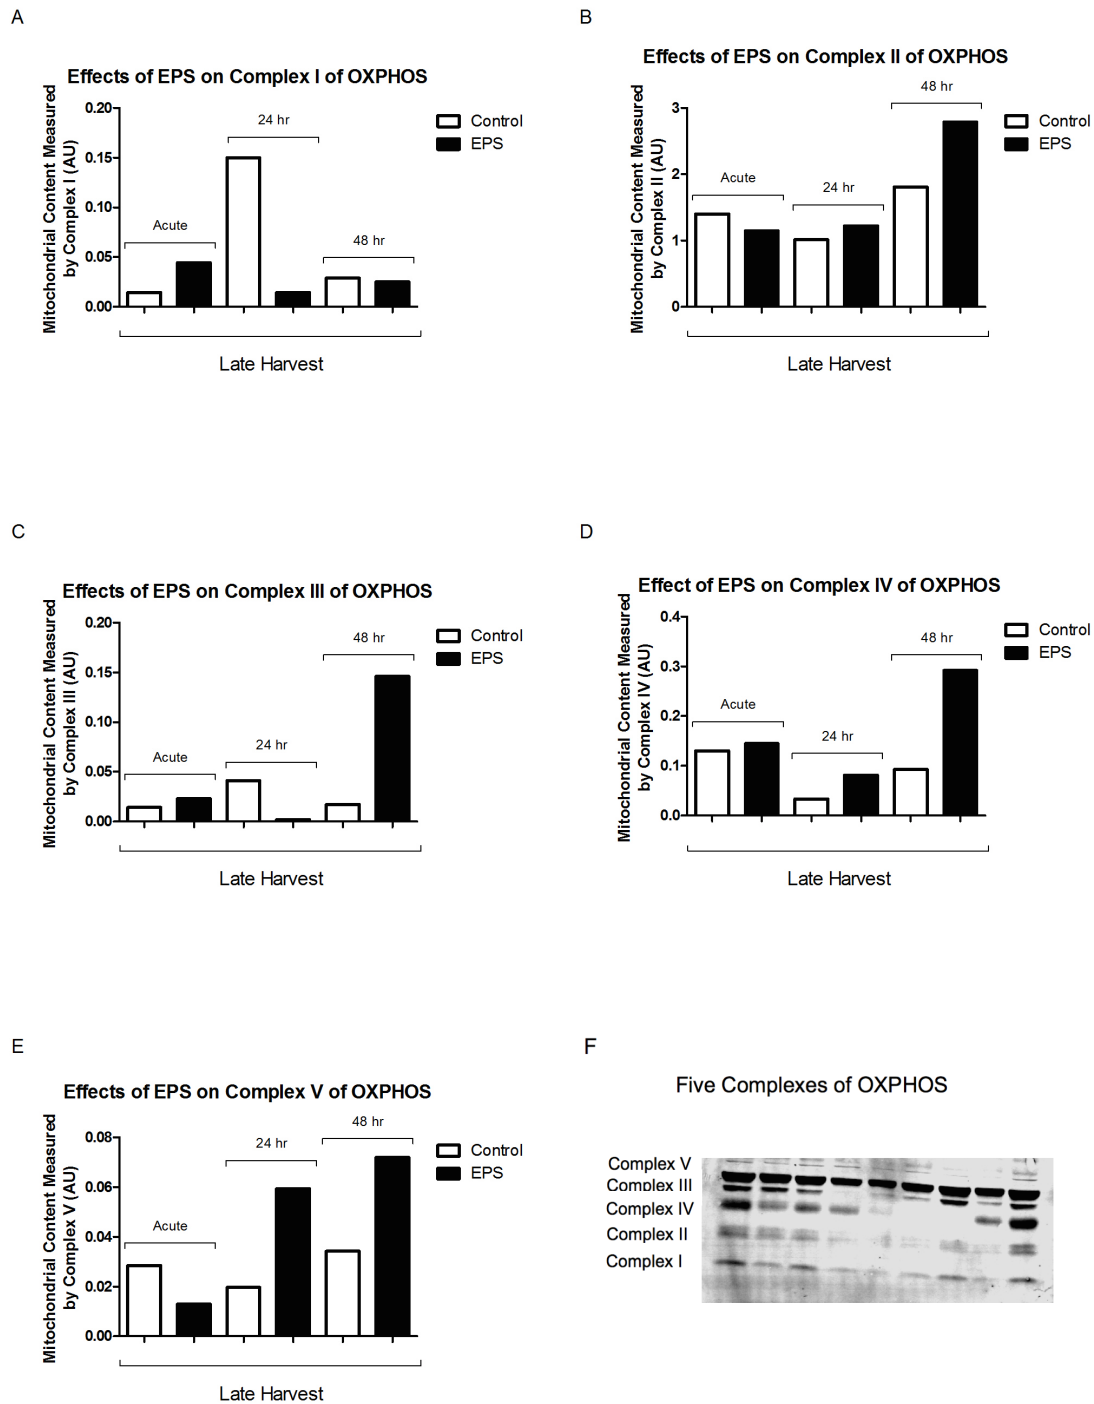 A
Effects of EPS on Complex I of OXPHOS
Mitochondrial Content Measured
by Complex I (AU)
0.20
0.15
0.10
0.05
0.00
Acute
24 hr
48 hr
Control
EPS
Late Harvest
B
Effects of EPS on Complex II of OXPHOS
Mitochondrial Content Measured
by Complex II (AU)
3
2
1
0
Acute
24 hr
48 hr
Control
EPS
Late Harvest
C
Effects of EPS on Complex III of OXPHOS
Mitochondrial Content Measured
by Complex III (AU)
0.20
0.15
0.10
0.05
0.00
Acute
24 hr
48 hr
Control
EPS
Late Harvest
D
Effect of EPS on Complex IV of OXPHOS
Mitochondrial Content Measured
by Complex IV (AU)
0.4
0.3
0.2
0.1
0.0
Acute
24 hr
48 hr
Control
EPS
Late Harvest
E
Effects of EPS on Complex V of OXPHOS
Mitochondrial Content Measured
by Complex V (AU)
0.08
0.06
0.04
0.02
0.00
Acute
24 hr
48 hr
Control
EPS
Late Harvest
F
Five Complexes of OXPHOS
Complex V
Complex III
Complex IV
Complex II
Complex I